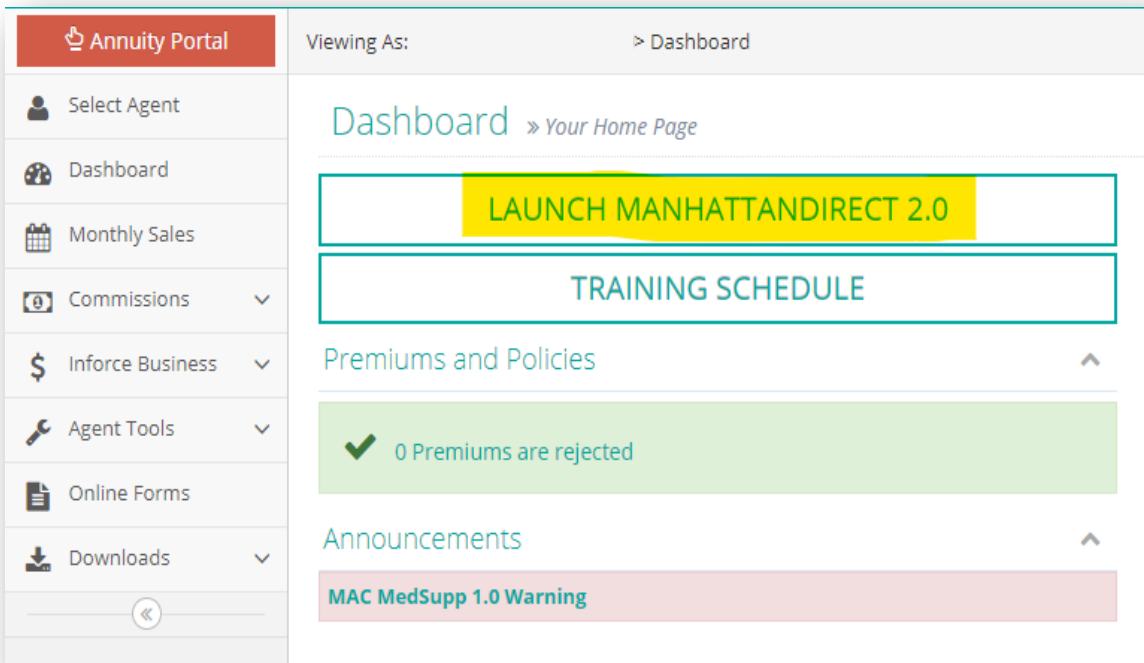 Annuity Portal
Viewing As: > Dashboard
Select Agent
Dashboard
Monthly Sales
Commissions
Inforce Business
Agent Tools
Online Forms
Downloads
Dashboard » Your Home Page
LAUNCH MANHATTANDIRECT 2.0
TRAINING SCHEDULE
Premiums and Policies
0 Premiums are rejected
Announcements
MAC MedSupp 1.0 Warning